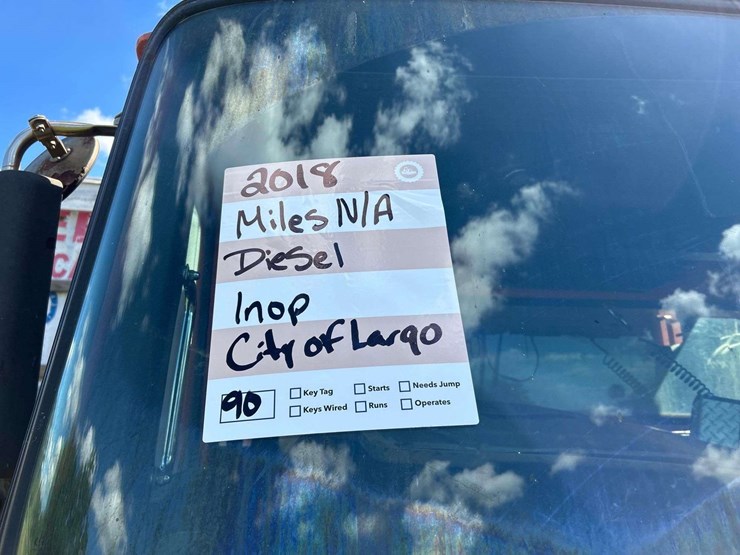 2018
Miles N/A
Diesel
Inop
City of Largo
90
Key Tag
Starts
Needs Jump
Keys Wired
Runs
Operates